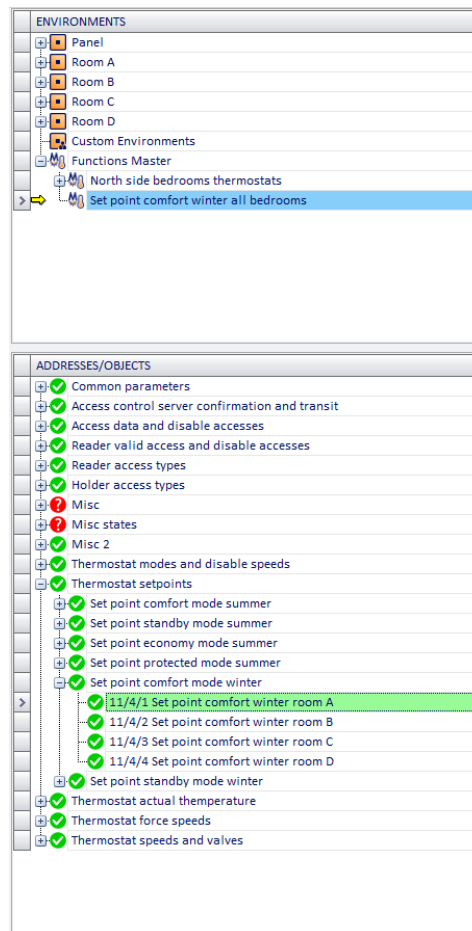 ENVIRONMENTS
Panel
Room A
Room B
Room C
Room D
Custom Environments
Functions Master
North side bedrooms thermostats
Set point comfort winter all bedrooms
ADDRESSES/OBJECTS
Common parameters
Access control server confirmation and transit
Access data and disable accesses
Reader valid access and disable accesses
Reader access types
Holder access types
Misc
Misc states
Misc 2
Thermostat modes and disable speeds
Thermostat setpoints
Set point comfort mode summer
Set point standby mode summer
Set point economy mode summer
Set point protected mode summer
Set point comfort mode winter
11/4/1 Set point comfort winter room A
11/4/2 Set point comfort winter room B
11/4/3 Set point comfort winter room C
11/4/4 Set point comfort winter room D
Set point standby mode winter
Thermostat actual themperature
Thermostat force speeds
Thermostat speeds and valves